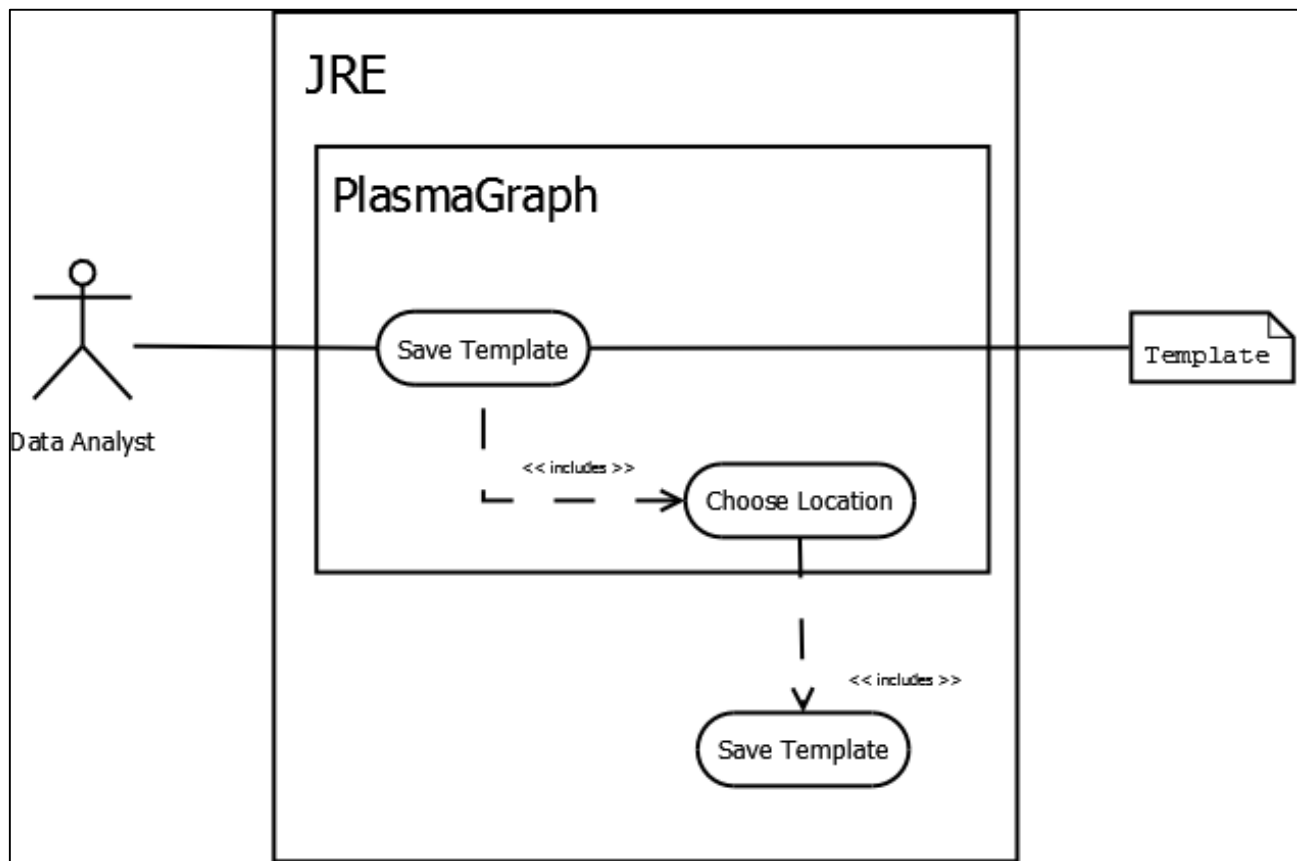 JRE
PlasmaGraph
Save Template
Template
Data Analyst
<< includes >>
Choose Location
<< includes >>
Save Template